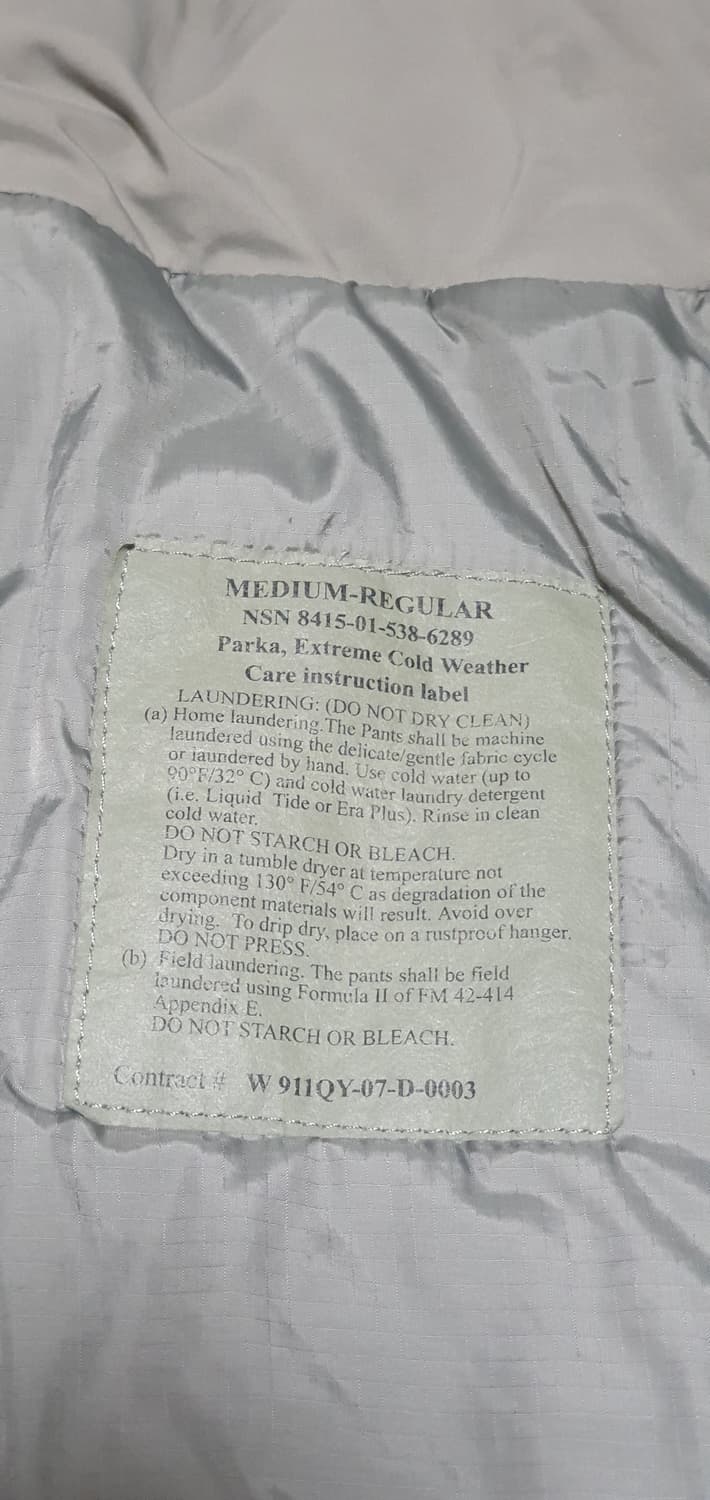 MEDIUM-REGULAR
NSN 8415-01-538-6289
Parka, Extreme Cold Weather
Care instruction label
LAUNDERING: (DO NOT DRY CLEAN)
(a) Home laundering.The Pants shall be machine
laundered using the delicate/gentle fabric cycle
or laundered by hand. Use cold water (up to
90°F/32° C) and cold water laundry detergent
(i.e. Liquid Tide or Era Plus). Rinse in clean
cold water.
DO NOT STARCH OR BLEACH.
Dry in a tumble dryer at temperature not
exceeding 130° F/54° C as degradation of the
component materials will result. Avoid over
drying. To drip dry, place on a rustproof hanger.
DO NOT PRESS.
(b) Field laundering. The pants shall be field
laundered using Formula II of FM 42-414
Appendix E.
DO NOT STARCH OR BLEACH.
Contract # W 911QY-07-D-0003